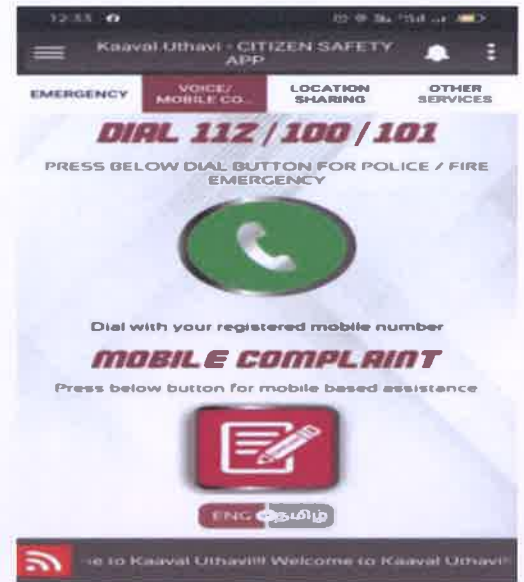 12:33
Kaaval Uthavi - CITIZEN SAFETY
APP
EMERGENCY
VOICE/
MOBILE CO...
LOCATION
SHARING
OTHER
SERVICES
DIAL 112 / 100 / 101
PRESS BELOW DIAL BUTTON FOR POLICE / FIRE
EMERGENCY
Dial with your registered mobile number
MOBILE COMPLAINT
Press below button for mobile based assistance
ENG தமிழ்
e to Kaaval Uthavi!!! Welcome to Kaaval Uthavi!